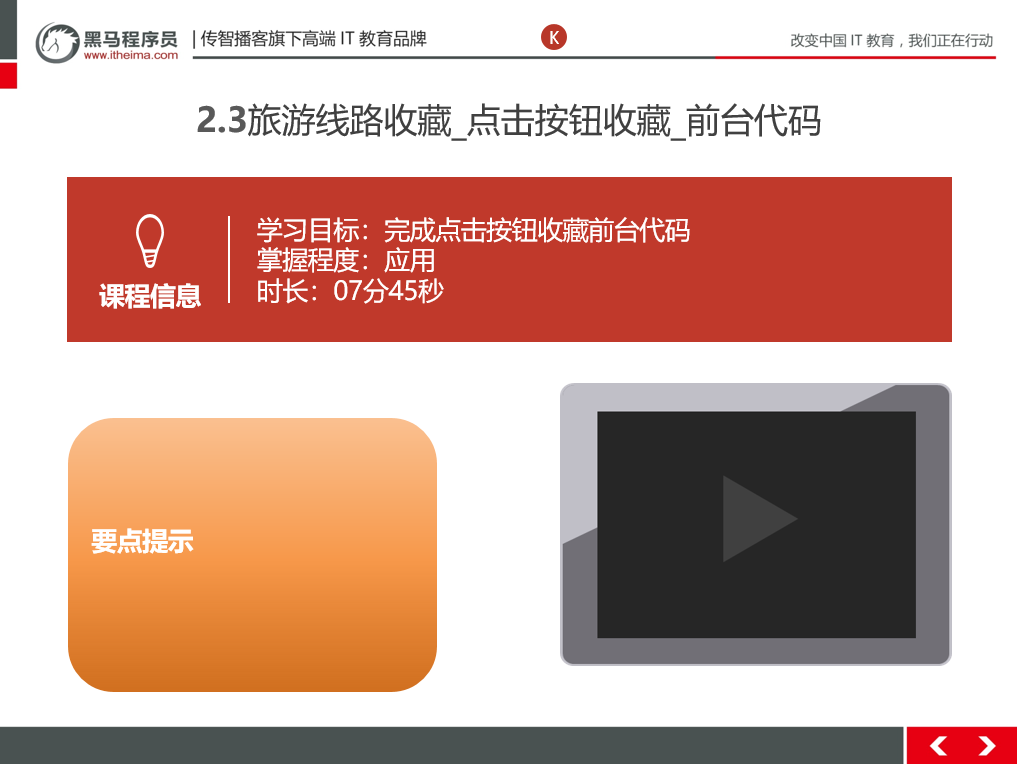 黑马程序员
www.itheima.com
|传智播客旗下高端 IT 教育品牌
K
改变中国 IT 教育，我们正在行动
2.3旅游线路收藏_点击按钮收藏_前台代码
课程信息
学习目标：完成点击按钮收藏前台代码
掌握程度：应用
时长：07分45秒
要点提示